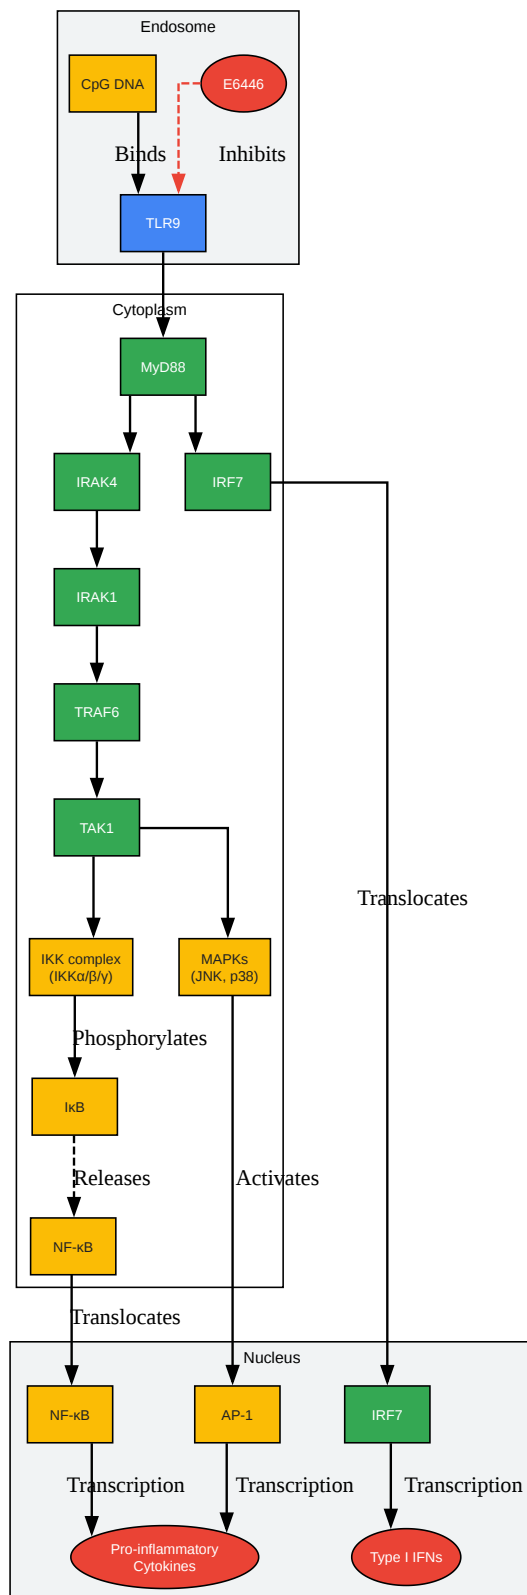 Endosome
CpG DNA
E6446
Binds
Inhibits
TLR9
Cytoplasm
MyD88
IRAK4
IRF7
IRAK1
TRAF6
TAK1
Translocates
IKK complex
(IKKα/β/γ)
MAPKs
(JNK, p38)
Phosphorylates
IκB
Releases
Activates
NF-κB
Translocates
Nucleus
NF-κB
AP-1
IRF7
Transcription
Transcription
Transcription
Pro-inflammatory
Cytokines
Type I IFNs